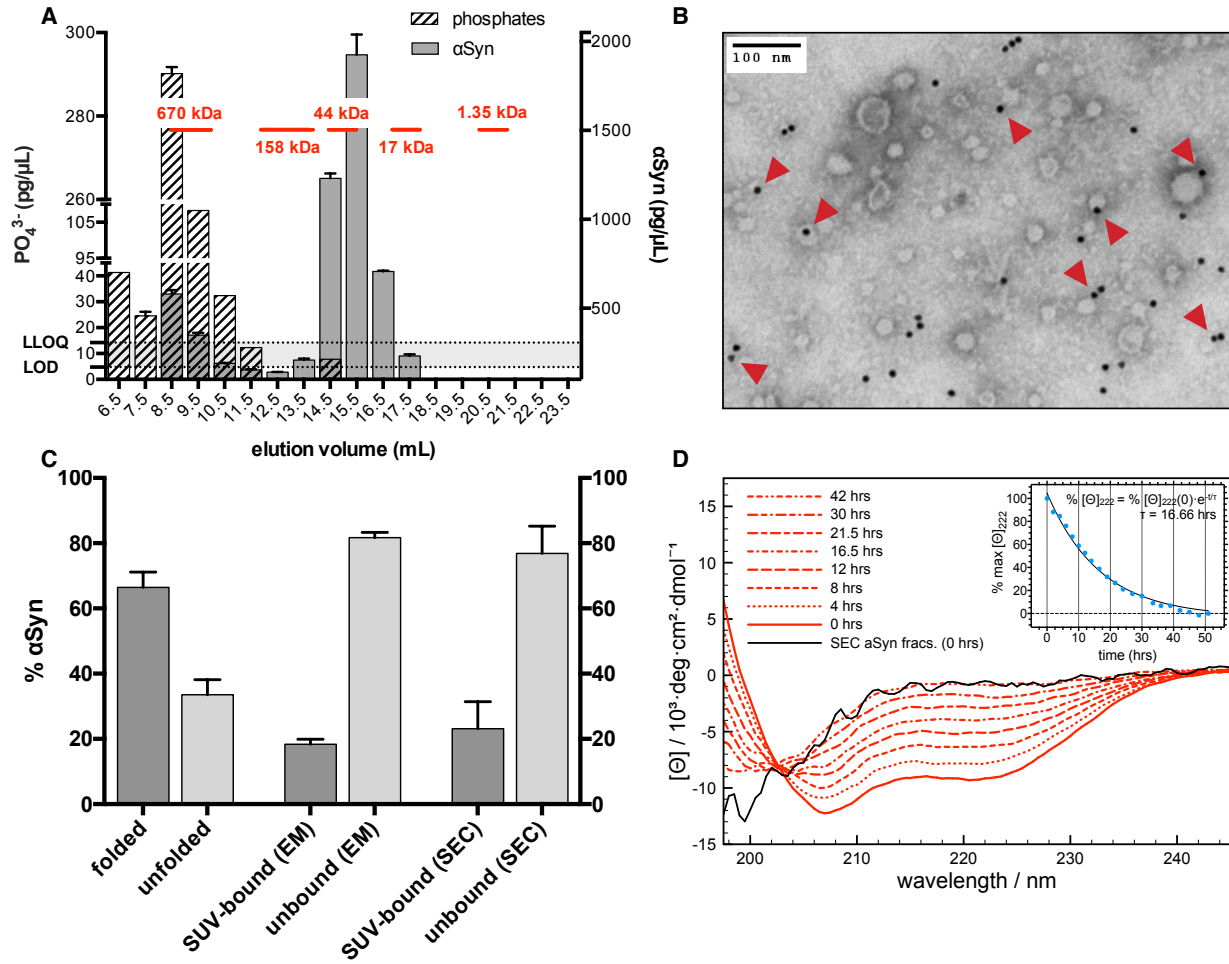 A
phosphates
αSyn
300
280
260
105
95
40
30
20
10
0
LLOQ
LOD
PO₄³⁻ (pg/µL)
670 kDa
158 kDa
44 kDa
17 kDa
1.35 kDa
2000
1500
1000
500
αSyn (pg/µL)
6.5 7.5 8.5 9.5 10.5 11.5 12.5 13.5 14.5 15.5 16.5 17.5 18.5 19.5 20.5 21.5 22.5 23.5
elution volume (mL)
B
100 nm
C
100
80
60
40
20
0
% αSyn
100
80
60
40
20
0
folded
unfolded
SUV-bound (EM)
unbound (EM)
SUV-bound (SEC)
unbound (SEC)
D
42 hrs
30 hrs
21.5 hrs
16.5 hrs
12 hrs
8 hrs
4 hrs
0 hrs
SEC aSyn fracs. (0 hrs)
% [Θ]₂₂₂ = % [Θ]₂₂₂(0)·e^-t/τ
τ = 16.66 hrs
% max [Θ]₂₂₂
100
80
60
40
20
0
0 10 20 30 40 50
time (hrs)
15
10
5
0
-5
-10
-15
[Θ] / 10³·deg·cm²·dmol⁻¹
200 210 220 230 240
wavelength / nm